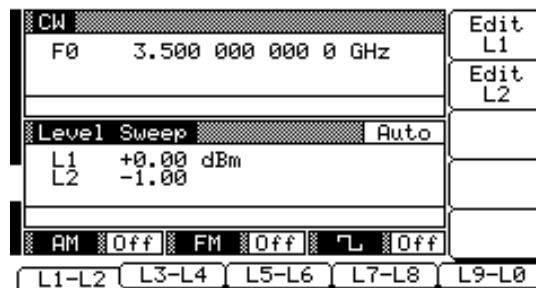 CW
F0 3.500 000 000 0 GHz
Edit L1
Edit L2
Level Sweep Auto
L1 +0.00 dBm
L2 -1.00
AM Off FM Off Off
L1-L2 L3-L4 L5-L6 L7-L8 L9-L0